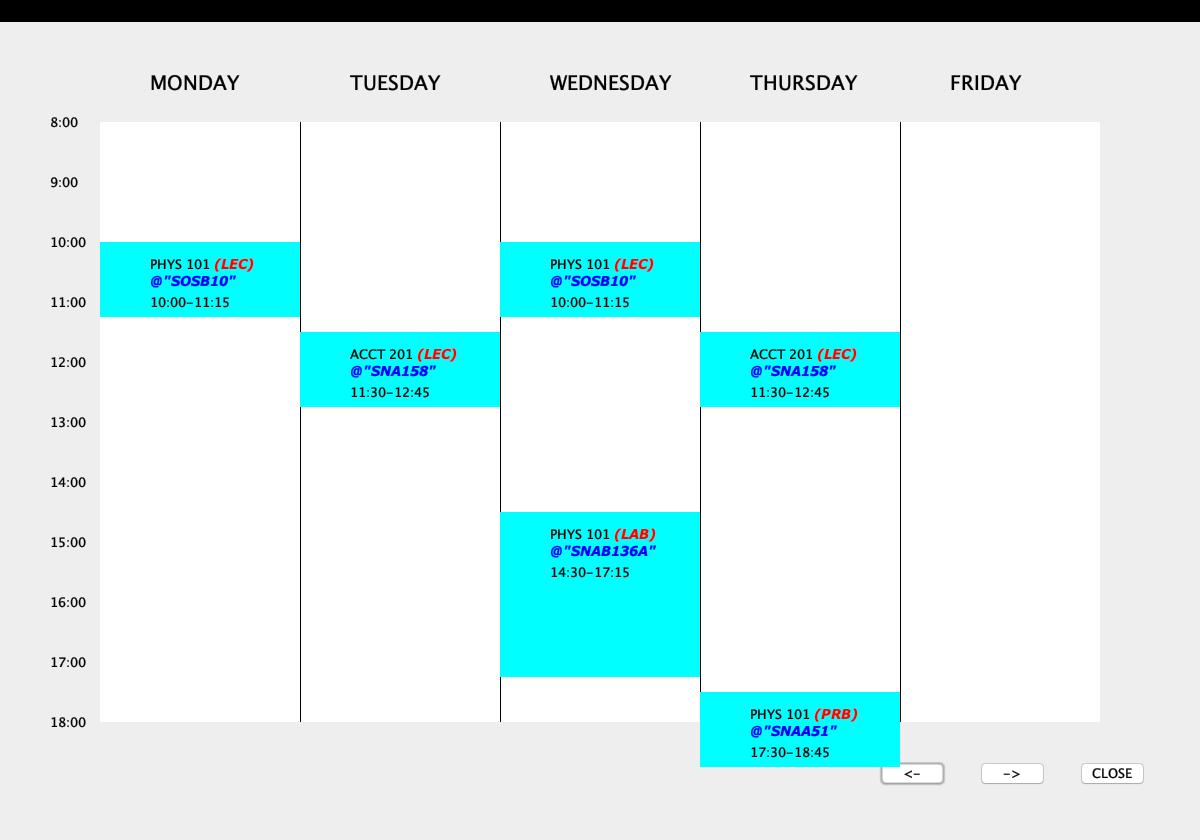 MONDAY TUESDAY WEDNESDAY THURSDAY FRIDAY
8:00
9:00
10:00
PHYS 101 (LEC) PHYS 101 (LEC)
@"SOSB10" @"SOSB10"
11:00 10:00-11:15 10:00-11:15
12:00 ACCT 201 (LEC) ACCT 201 (LEC)
@"SNA158" @"SNA158"
11:30-12:45 11:30-12:45
13:00
14:00
15:00 PHYS 101 (LAB)
@"SNAB136A"
14:30-17:15
16:00
17:00
18:00 PHYS 101 (PRB)
@"SNAA51"
17:30-18:45
<- -> CLOSE